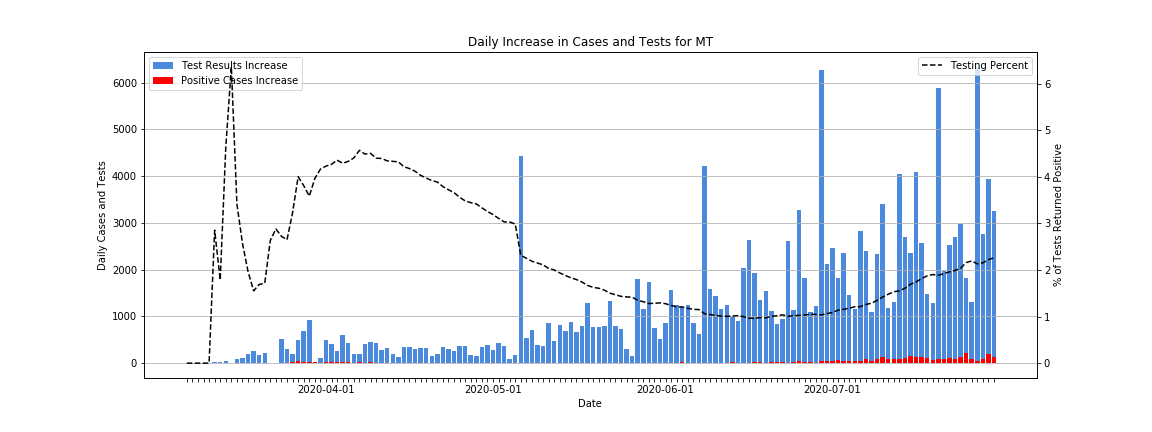 Daily Increase in Cases and Tests for MT
Test Results Increase
Positive Cases Increase
Testing Percent
6000
5000
4000
3000
2000
1000
0
Daily Cases and Tests
6
5
4
3
2
1
0
% of Tests Returned Positive
2020-04-01
2020-05-01
2020-06-01
2020-07-01
Date